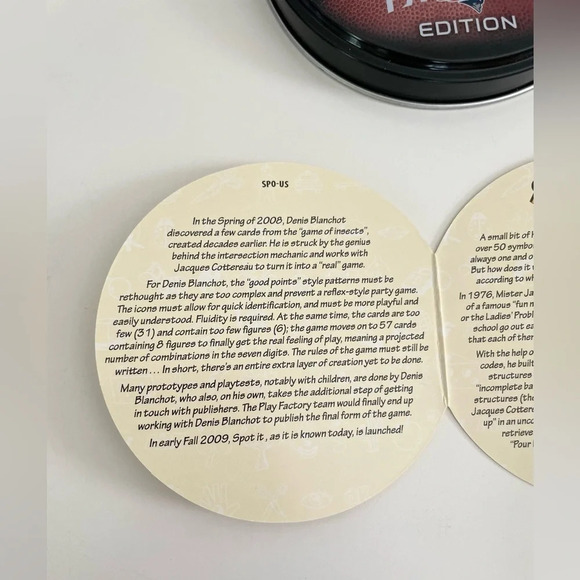 EDITION
SPO-US
In the Spring of 2008, Denis Blanchot
discovered a few cards from the "game of insects",
created decades earlier. He is struck by the genius
behind the intersection mechanic and works with
Jacques Cottereau to turn it into a "real" game.
For Denis Blanchot, the "good points" style patterns must be
rethought as they are too complex and prevent a reflex-style party game.
The icons must allow for quick identification, and must be more playful and
easily understood. Fluidity is required. At the same time, the cards are too
few (31) and contain too few figures (6); the game moves on to 57 cards
containing 8 figures to finally get the real feeling of play, meaning a projected
number of combinations in the seven digits. The rules of the game must still be
written... In short, there's an entire extra layer of creation yet to be done.
Many prototypes and playtests, notably with children, are done by Denis
Blanchot, who also, on his own, takes the additional step of getting
in touch with publishers. The Play Factory team would finally end up
working with Denis Blanchot to publish the final form of the game.
In early Fall 2009, Spot it, as it is known today, is launched!
A small bit of
over 50 symbo
always one and o
But how does it
according to wh
In 1976, Mister Ja
of a famous "fun m
or the Ladies' Prob
school go out ea
that each of them
With the help o
codes, he built
structures
"incomplete ba
structures (tho
Jacques Cottere
up" in an unco
retrieve
"Pour